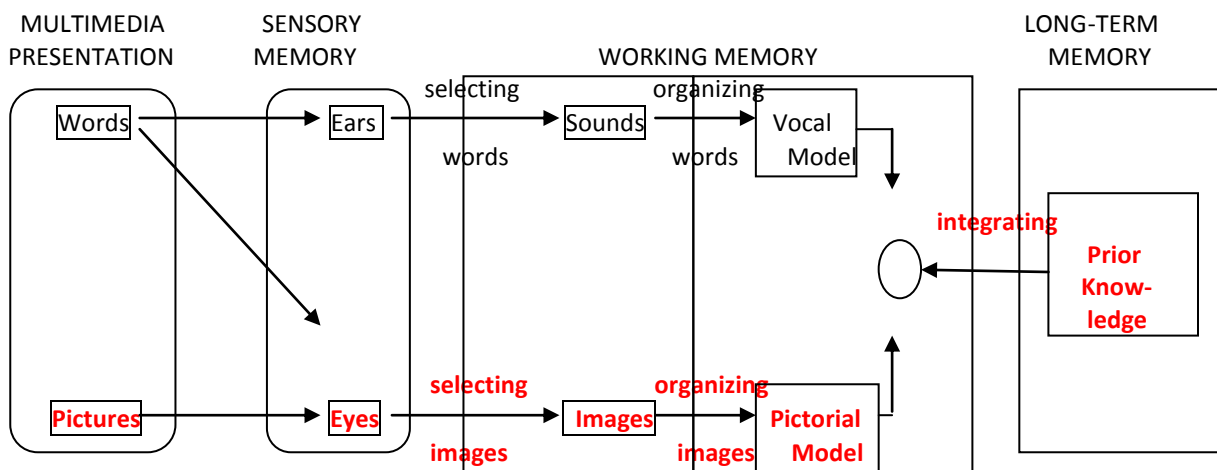 MULTIMEDIA PRESENTATION
SENSORY MEMORY
WORKING MEMORY
LONG-TERM MEMORY
Words
Ears
selecting words
Sounds
organizing words
Vocal Model
integrating
Prior Know-ledge
Pictures
Eyes
selecting images
Images
organizing images
Pictorial Model